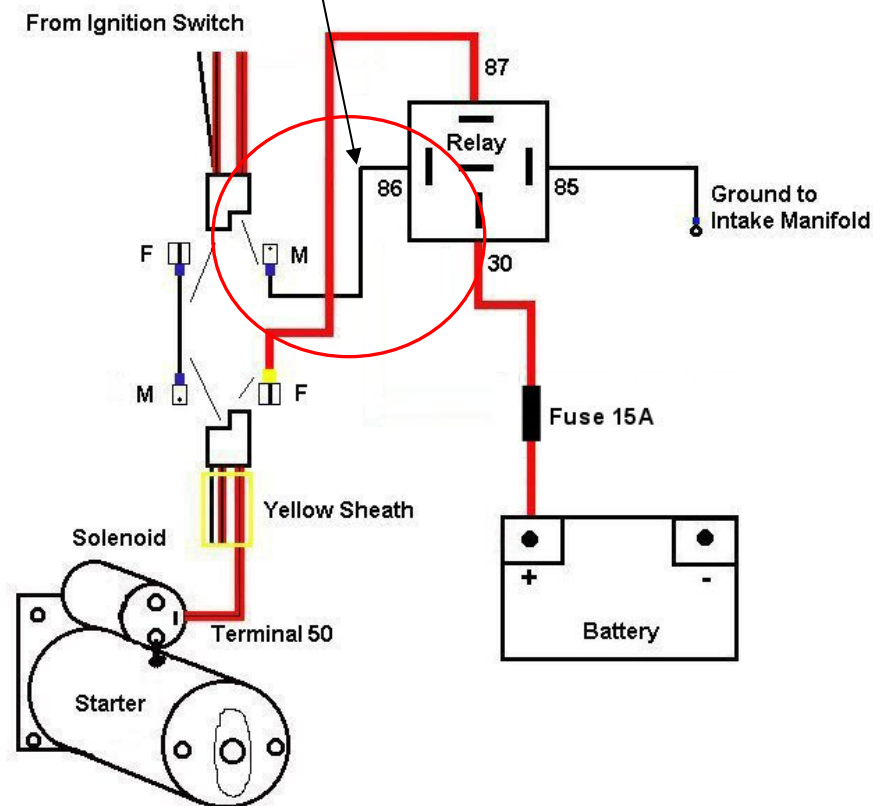 From Ignition Switch
87
Relay
86
85
Ground to
Intake Manifold
F
M
30
M
F
Fuse 15A
Yellow Sheath
Solenoid
+
-
Terminal 50
Battery
Starter